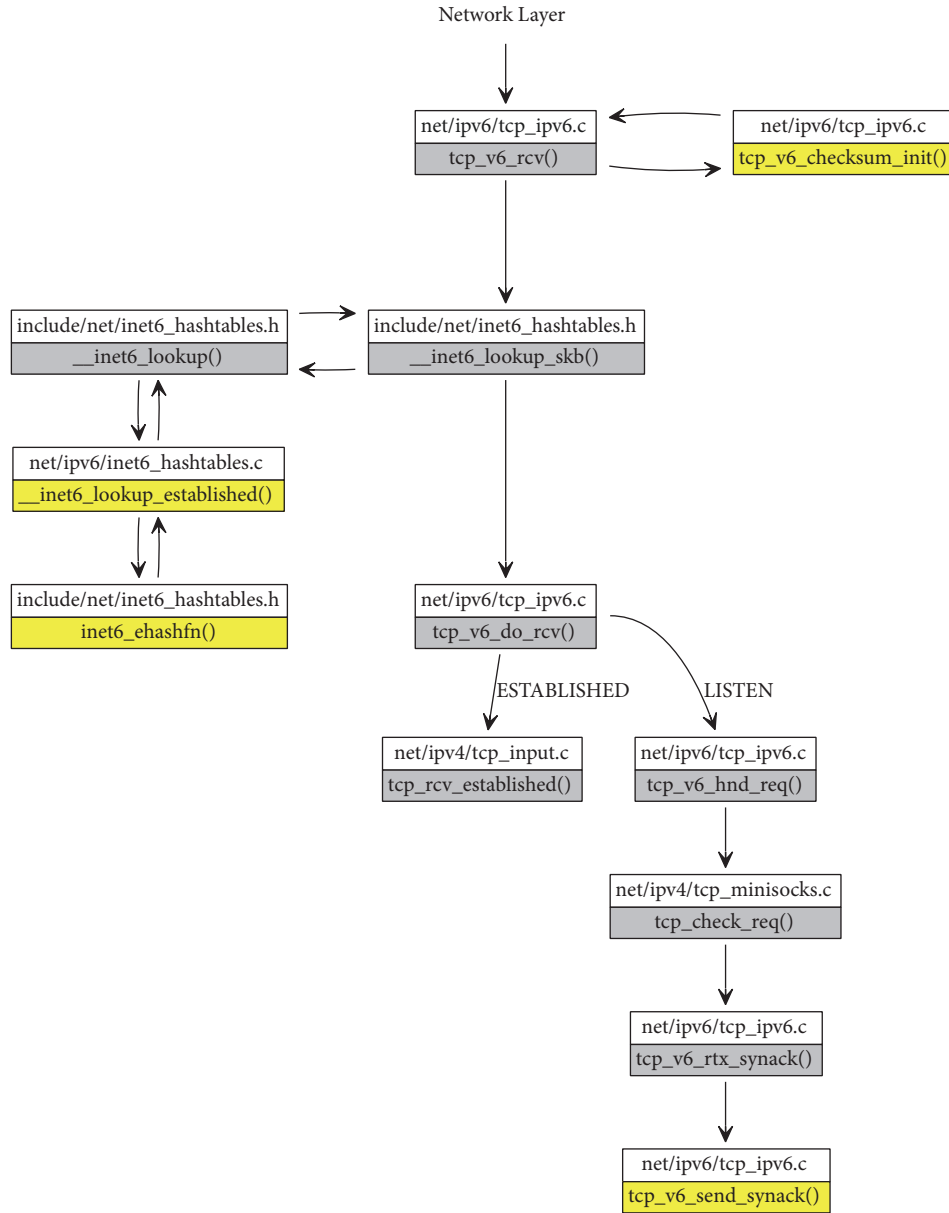 Network Layer
net/ipv6/tcp_ipv6.c
tcp_v6_rcv()
net/ipv6/tcp_ipv6.c
tcp_v6_checksum_init()
include/net/inet6_hashtables.h
__inet6_lookup()
include/net/inet6_hashtables.h
__inet6_lookup_skb()
net/ipv6/inet6_hashtables.c
__inet6_lookup_established()
include/net/inet6_hashtables.h
inet6_ehashfn()
net/ipv6/tcp_ipv6.c
tcp_v6_do_rcv()
ESTABLISHED
LISTEN
net/ipv4/tcp_input.c
tcp_rcv_established()
net/ipv6/tcp_ipv6.c
tcp_v6_hnd_req()
net/ipv4/tcp_minisocks.c
tcp_check_req()
net/ipv6/tcp_ipv6.c
tcp_v6_rtx_synack()
net/ipv6/tcp_ipv6.c
tcp_v6_send_synack()